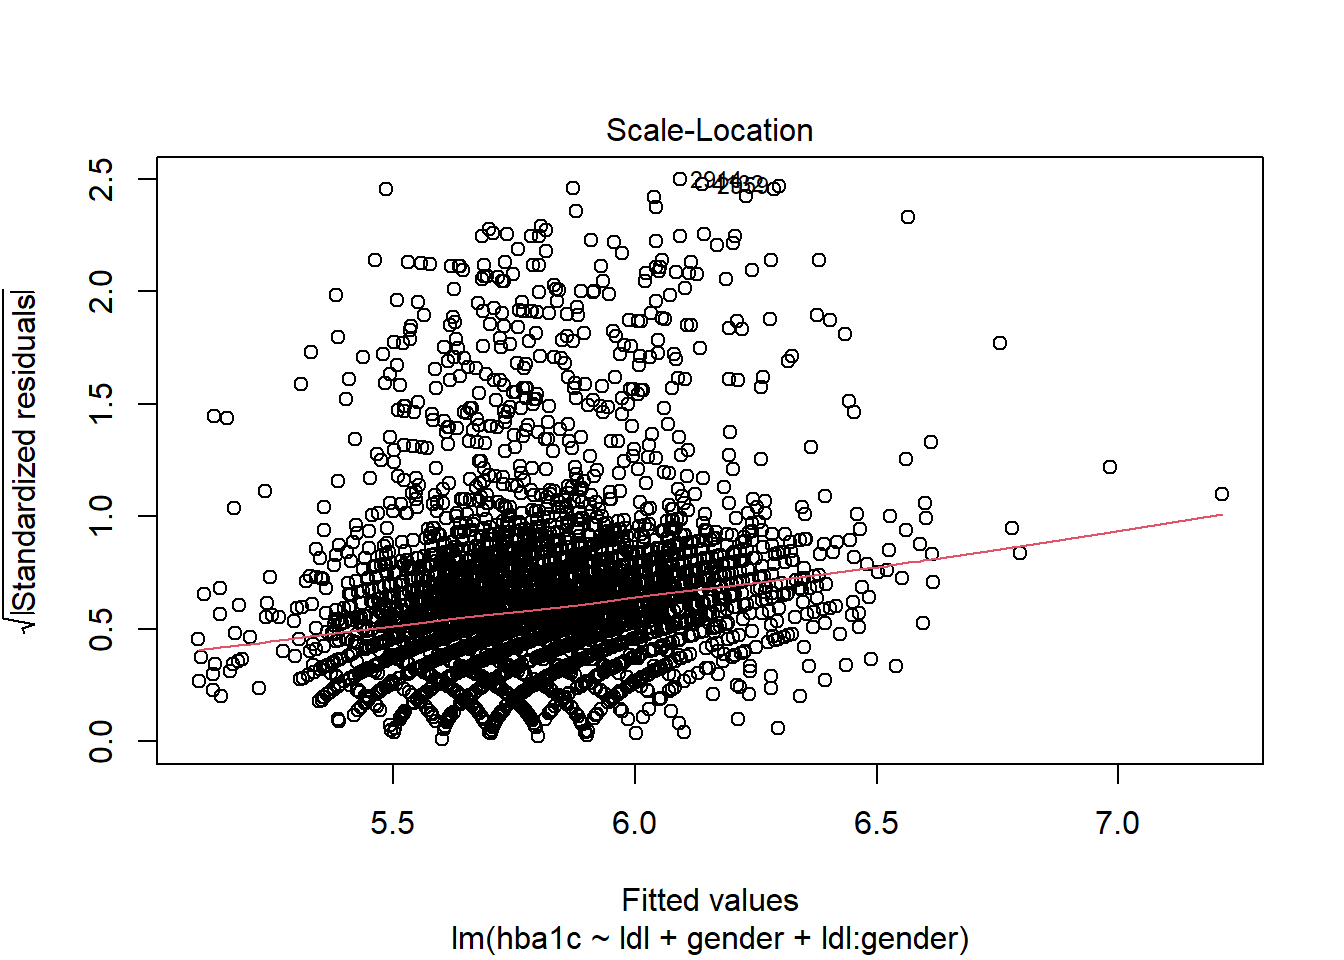 Scale-Location
√|Standardized residuals|
2.5
2.0
1.5
1.0
0.5
0.0
5.5 6.0 6.5 7.0
Fitted values
lm(hba1c ~ ldl + gender + ldl:gender)